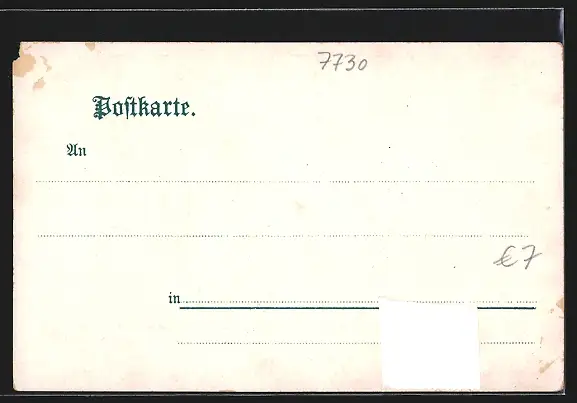 7730
Postkarte.
An
€7
in